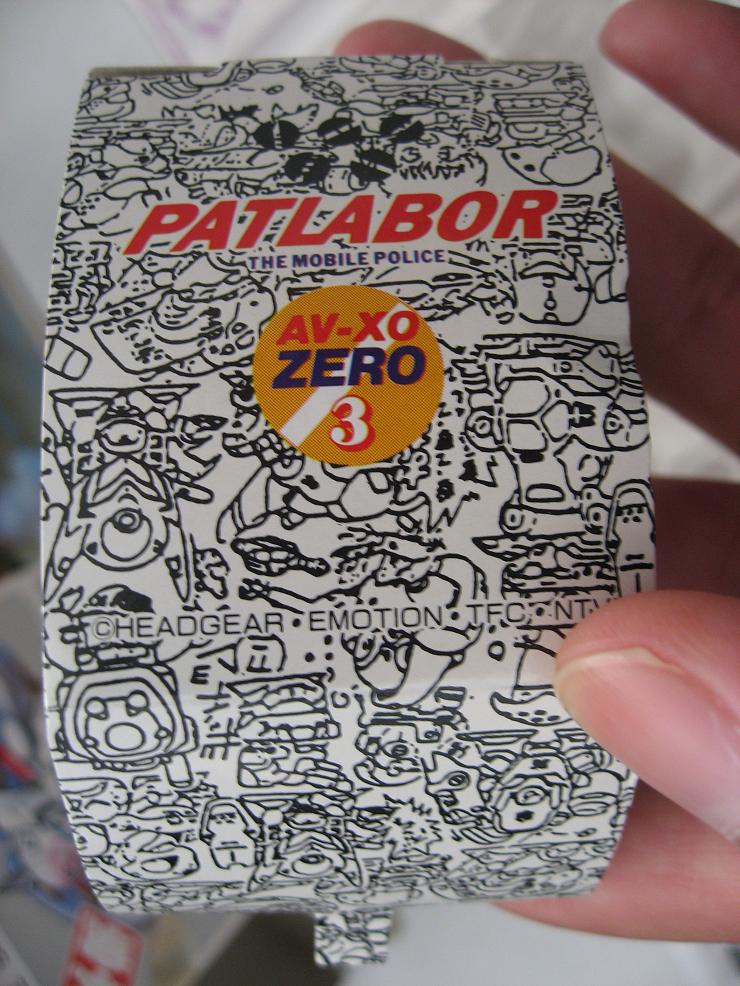 PATLABOR
THE MOBILE POLICE
AV-XO
ZERO
3
©HEADGEAR · EMOTION · TFC · NTV